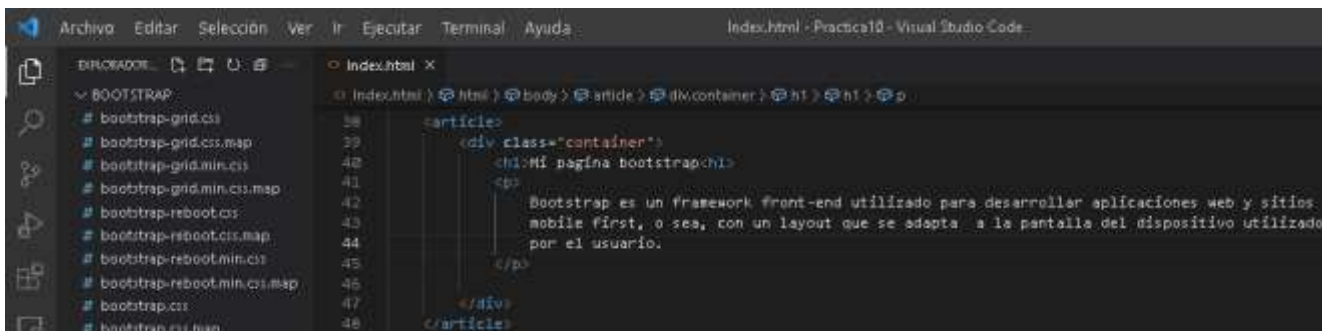 Archivo Editar Selección Ver Ir Ejecutar Terminal Ayuda Index.html - Practica10 - Visual Studio Code
EXPLORADOR... Index.html ×
BOOTSTRAP Index.html > html > body > article > div.container > h1 > h1 > p
# bootstrap-grid.css 38 <article>
# bootstrap-grid.css.map 39 <div class="container">
# bootstrap-grid.min.css 40 <h1>Mi pagina bootstrap<h1>
# bootstrap-grid.min.css.map 41 <p>
# bootstrap-reboot.css 42 Bootstrap es un framework front-end utilizado para desarrollar aplicaciones web y sitios
# bootstrap-reboot.css.map 43 mobile first, o sea, con un layout que se adapta a la pantalla del dispositivo utilizado
# bootstrap-reboot.min.css 44 por el usuario.
# bootstrap-reboot.min.css.map 45 </p>
46
# bootstrap.css 47 </div>
# bootstrap.css.map 48 </article>